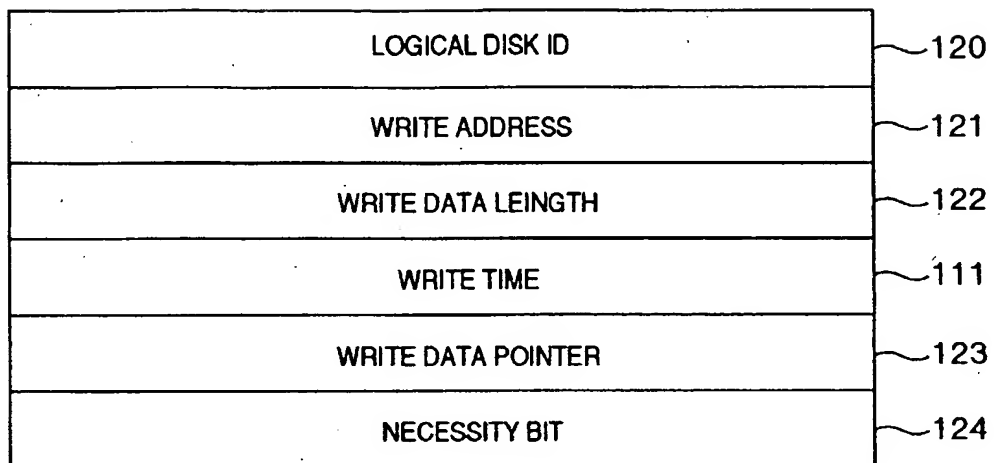 LOGICAL DISK ID 120
WRITE ADDRESS 121
WRITE DATA LEINGTH 122
WRITE TIME 111
WRITE DATA POINTER 123
NECESSITY BIT 124